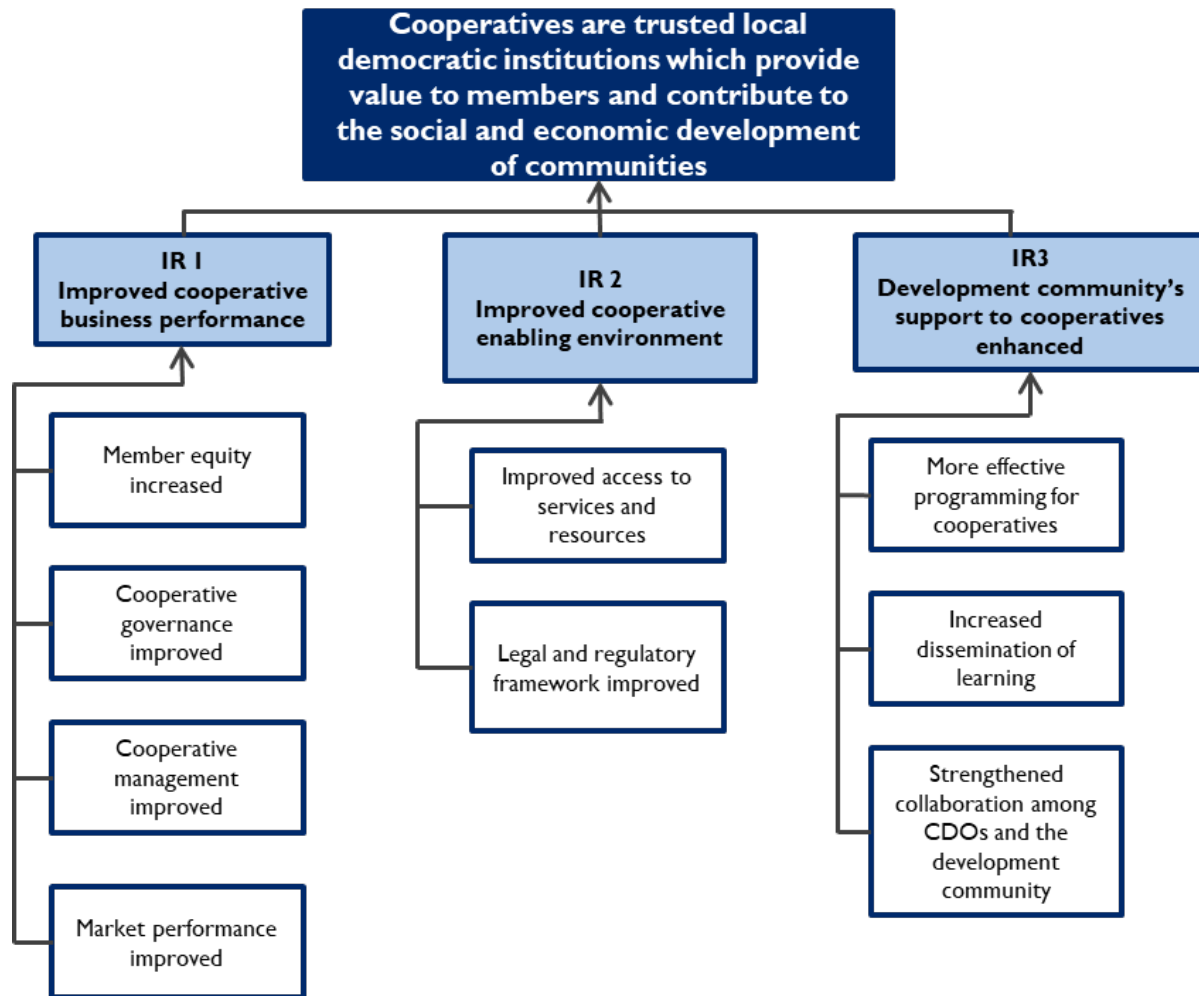 Cooperatives are trusted local
democratic institutions which provide
value to members and contribute to
the social and economic development
of communities
IR 1
Improved cooperative
business performance
Member equity
increased
Cooperative
governance
improved
Cooperative
management
improved
Market performance
improved
IR 2
Improved cooperative
enabling environment
Improved access to
services and
resources
Legal and regulatory
framework improved
IR3
Development community’s
support to cooperatives
enhanced
More effective
programming for
cooperatives
Increased
dissemination of
learning
Strengthened
collaboration among
CDOs and the
development
community